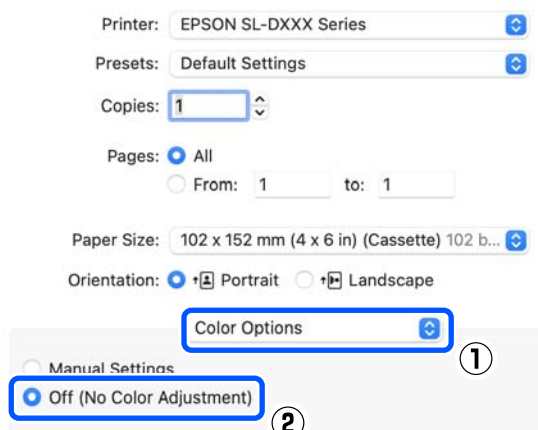 Printer: EPSON SL-DXXX Series
Presets: Default Settings
Copies: 1
Pages: All
From: 1 to: 1
Paper Size: 102 x 152 mm (4 x 6 in) (Cassette) 102 b...
Orientation: Portrait Landscape
Color Options
①
Manual Settings
Off (No Color Adjustment)
②